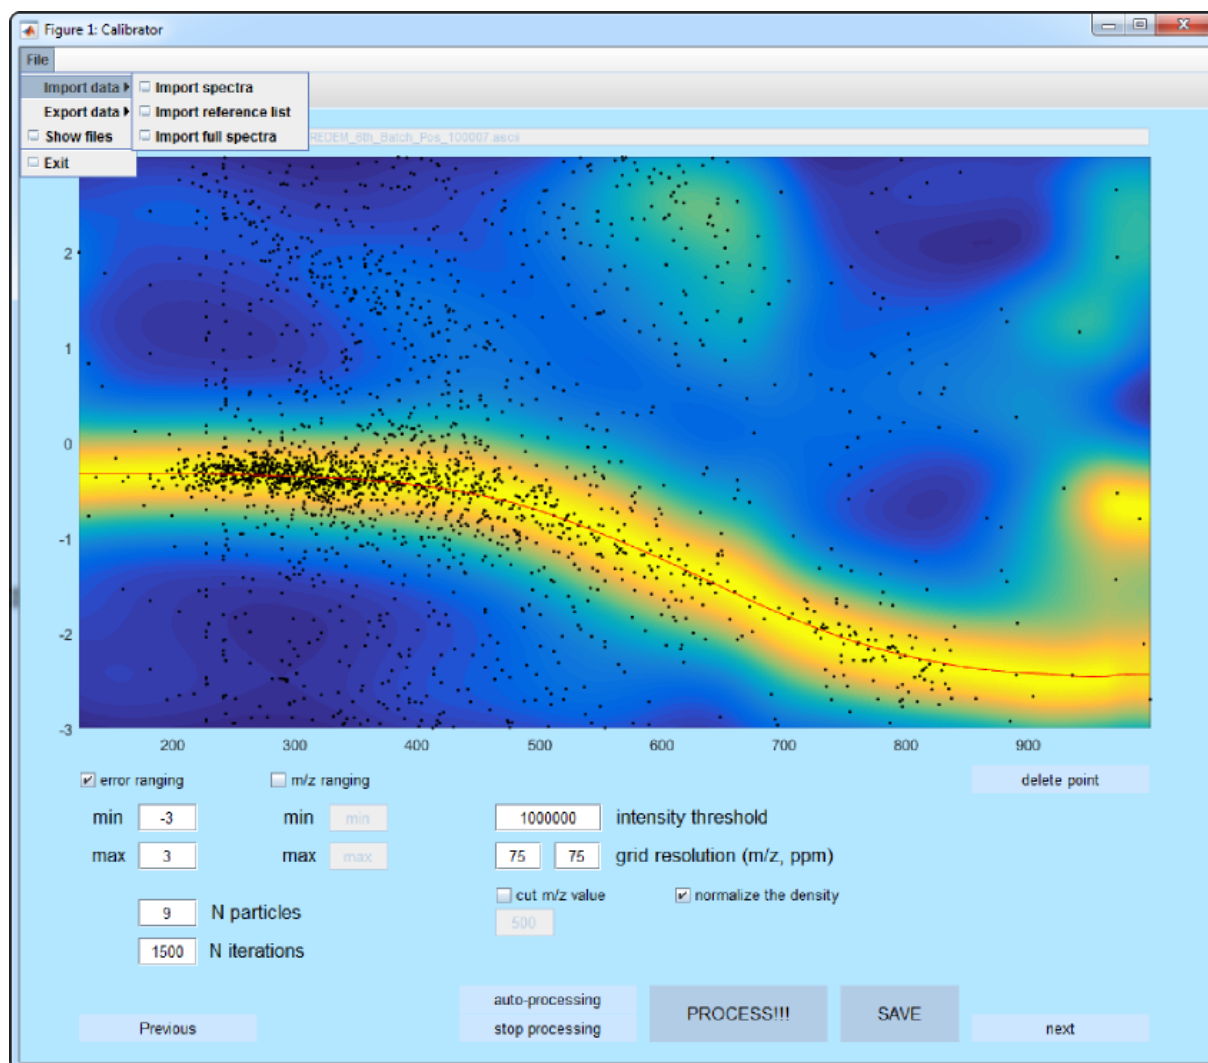 Figure 1: Calibrator
File
Import data
Import spectra
Export data
Import reference list
Show files
Import full spectra
REDEM_6th_Batch_Pos_100007.ascii
Exit
2
1
0
-1
-2
-3
200 300 400 500 600 700 800 900
error ranging m/z ranging delete point
min -3 min min 1000000 intensity threshold
max 3 max max 75 75 grid resolution (m/z, ppm)
cut m/z value normalize the density
9 N particles 500
1500 N iterations
auto-processing PROCESS!!! SAVE
Previous stop processing next